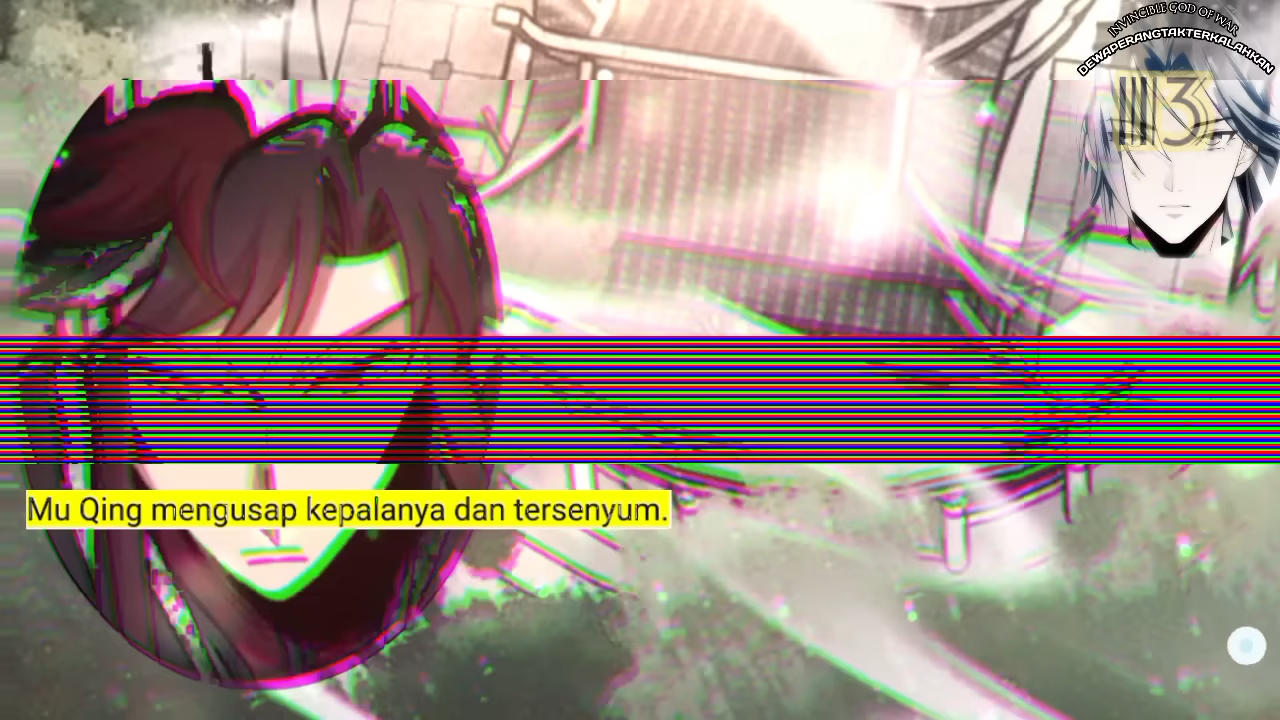 INVINCIBLE GOD OF WAR
DEWAPERANGTAKTERKALAHKAN
Mu Qing mengusap kepalanya dan tersenyum.